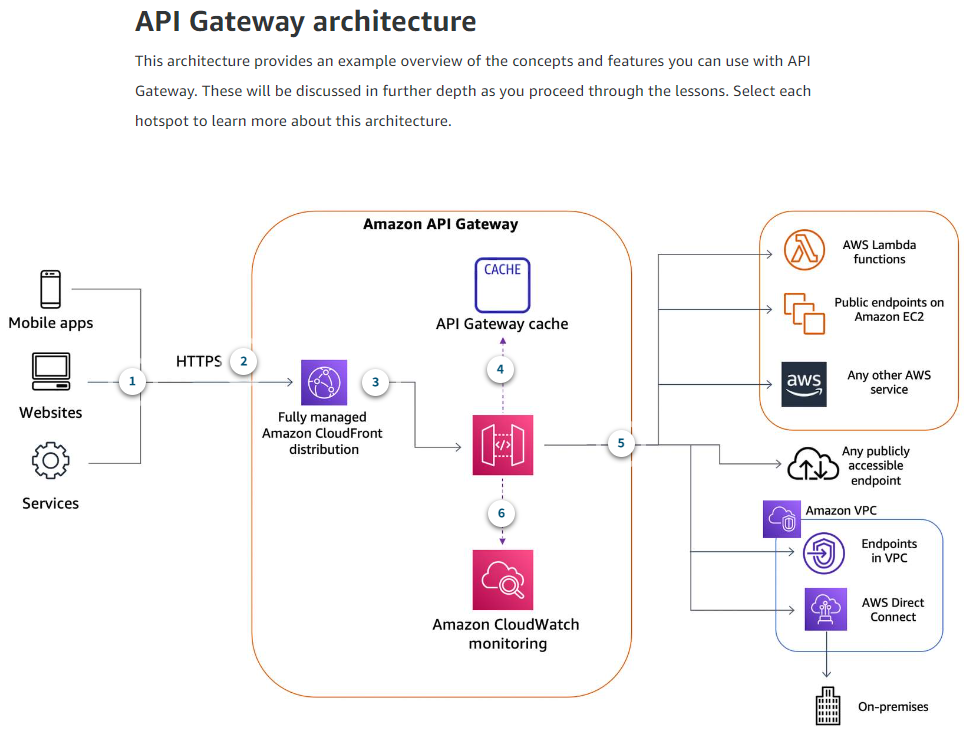 API Gateway architecture
This architecture provides an example overview of the concepts and features you can use with API
Gateway. These will be discussed in further depth as you proceed through the lessons. Select each
hotspot to learn more about this architecture.
Amazon API Gateway
CACHE
API Gateway cache
Mobile apps
Websites
Services
1
HTTPS
2
Fully managed
Amazon CloudFront
distribution
3
4
5
6
Amazon CloudWatch
monitoring
AWS Lambda
functions
Public endpoints on
Amazon EC2
aws
Any other AWS
service
Any publicly
accessible
endpoint
Amazon VPC
Endpoints
in VPC
AWS Direct
Connect
On-premises